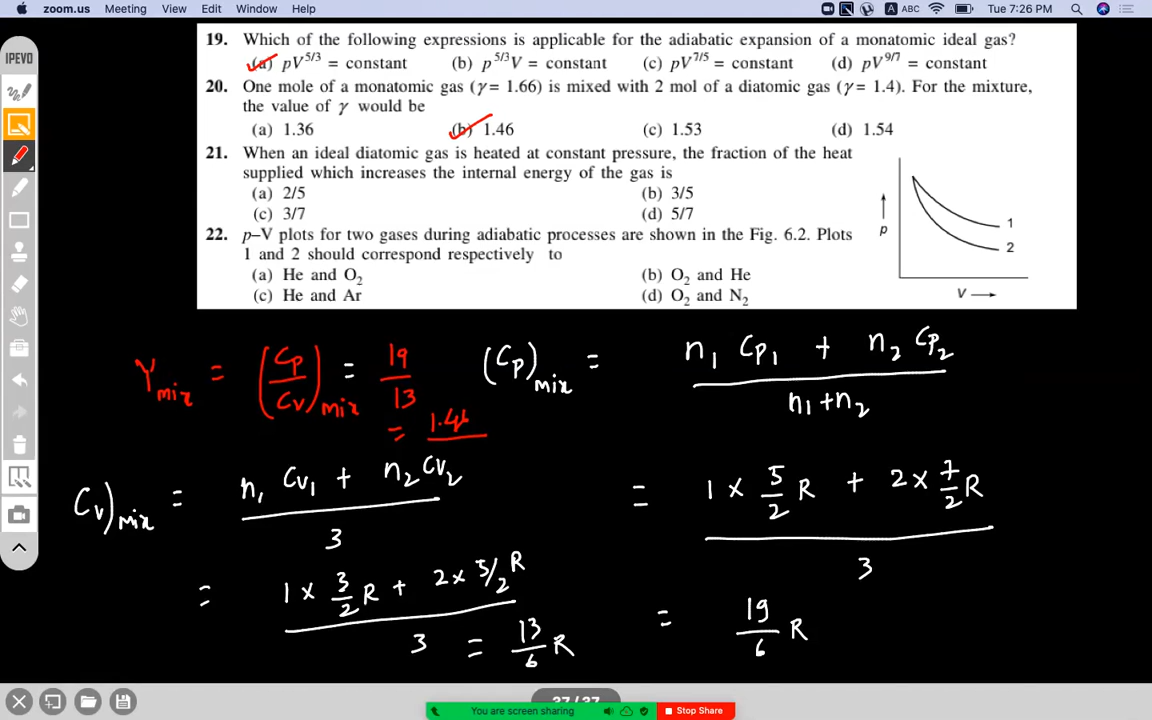 zoom.us Meeting View Edit Window Help ABC Tue 7:26 PM
IPEVO
19. Which of the following expressions is applicable for the adiabatic expansion of a monatomic ideal gas?
(a) pV^5/3 = constant (b) p^5/3V = constant (c) pV^7/5 = constant (d) pV^9/7 = constant
20. One mole of a monatomic gas (γ = 1.66) is mixed with 2 mol of a diatomic gas (γ = 1.4). For the mixture,
the value of γ would be
(a) 1.36 (b) 1.46 (c) 1.53 (d) 1.54
21. When an ideal diatomic gas is heated at constant pressure, the fraction of the heat
supplied which increases the internal energy of the gas is
(a) 2/5 (b) 3/5
(c) 3/7 (d) 5/7
22. p–V plots for two gases during adiabatic processes are shown in the Fig. 6.2. Plots
1 and 2 should correspond respectively to
(a) He and O₂ (b) O₂ and He
(c) He and Ar (d) O₂ and N₂
p
1
2
V
γmix = (Cp/Cv)mix = 19/13
= 1.46
(Cp)mix = n₁ Cp₁ + n₂ Cp₂ / n₁+n₂
Cv)mix = n₁ Cv₁ + n₂ Cv₂ / 3
= 1 × 5/2 R + 2 × 7/2 R / 3
= 1 × 3/2 R + 2 × 5/2 R / 3 = 13/6 R
= 19/6 R
27/37
You are screen sharing Stop Share